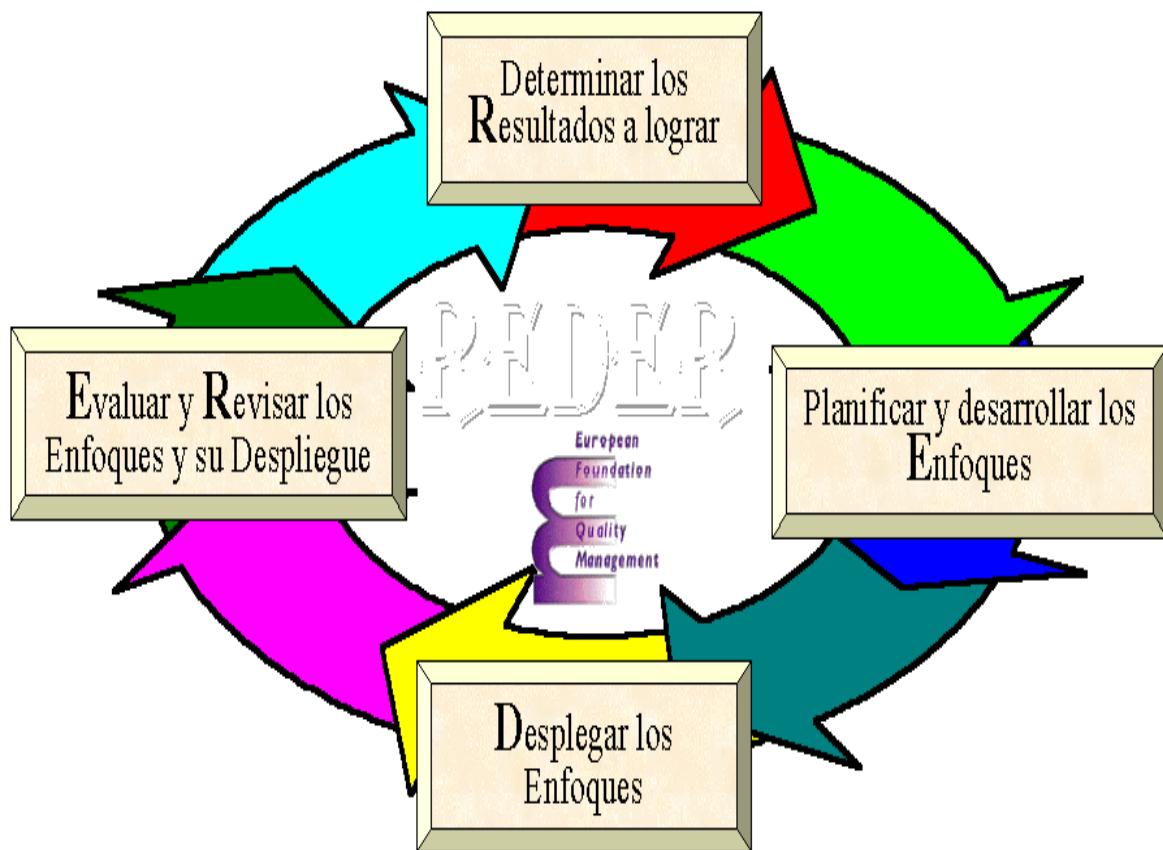 Determinar los
Resultados a lograr
REDER
Evaluar y Revisar los
Enfoques y su Despliegue
Planificar y desarrollar los
Enfoques
European
Foundation
for
Quality
Management
Desplegar los
Enfoques